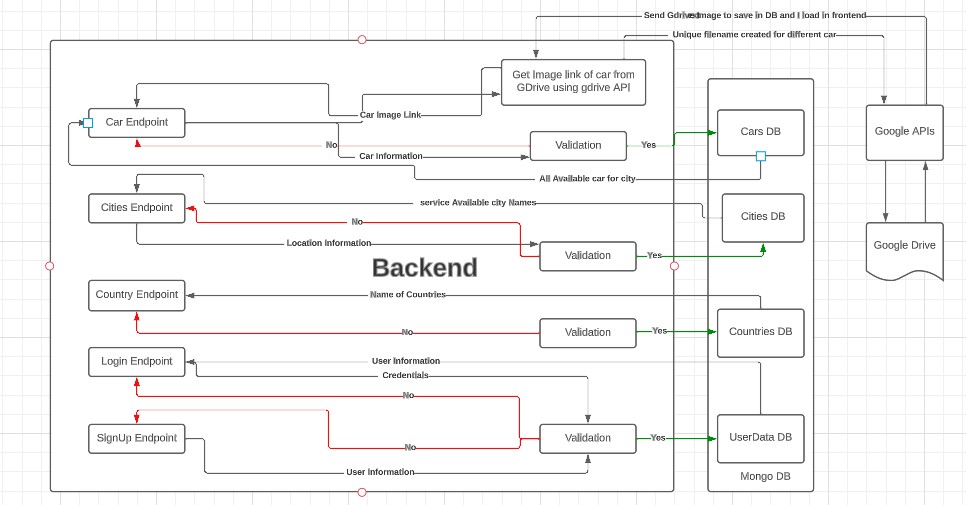 Send Gdrive Image to save in DB and I load in frontend
Unique filename created for different car
Get Image link of car from
GDrive using gdrive API
Car Image Link
Car Endpoint
Google APIs
Cars DB
No
Validation
Yes
Car Information
All Available car for city
Cities Endpoint
service Available city Names
Cities DB
No
Location Information
Google Drive
Validation
Yes
Backend
Country Endpoint
Name of Countries
No
Validation
Yes
Countries DB
Login Endpoint
User Information
Credentials
No
SignUp Endpoint
Validation
Yes
UserData DB
No
User Information
Mongo DB